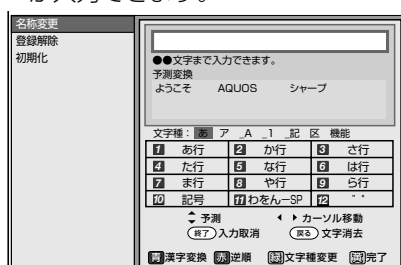 が入力できます。
名称変更
登録解除
初期化
●●文字まで入力できます。
予測変換
ようこそ AQUOS シャープ
文字種： あ ア _A _1 _記 区 機能
1 あ行 2 か行 3 さ行
4 た行 5 な行 6 は行
7 ま行 8 や行 9 ら行
10 記号 11 わをんーSP 12 ゛゜
予測 カーソル移動
終了 入力取消 戻る 文字消去
青 漢字変換 赤 逆順 緑 文字種変更 黄 完了